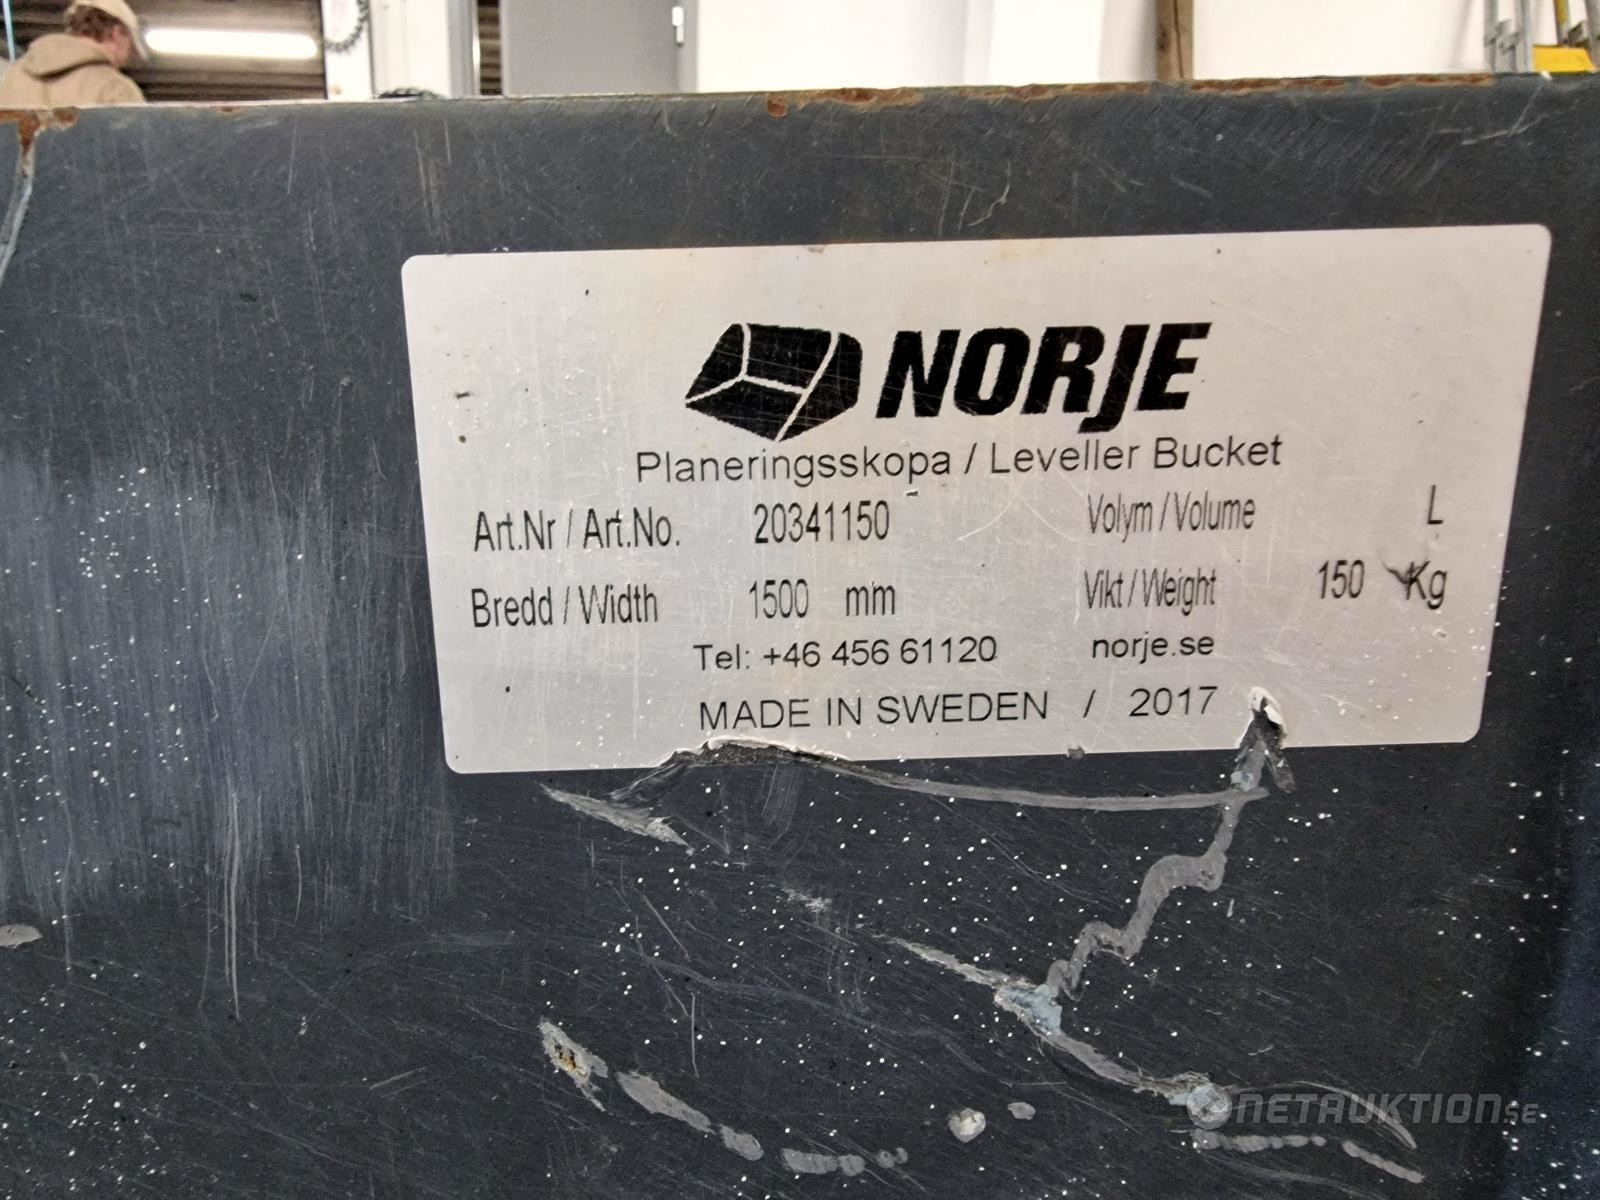 NORJE
Planeringsskopa / Leveller Bucket
Art.Nr / Art.No. 20341150 Volym / Volume L
Bredd / Width 1500 mm Vikt / Weight 150 Kg
Tel: +46 456 61120 norje.se
MADE IN SWEDEN / 2017
NETAUKTION.SE